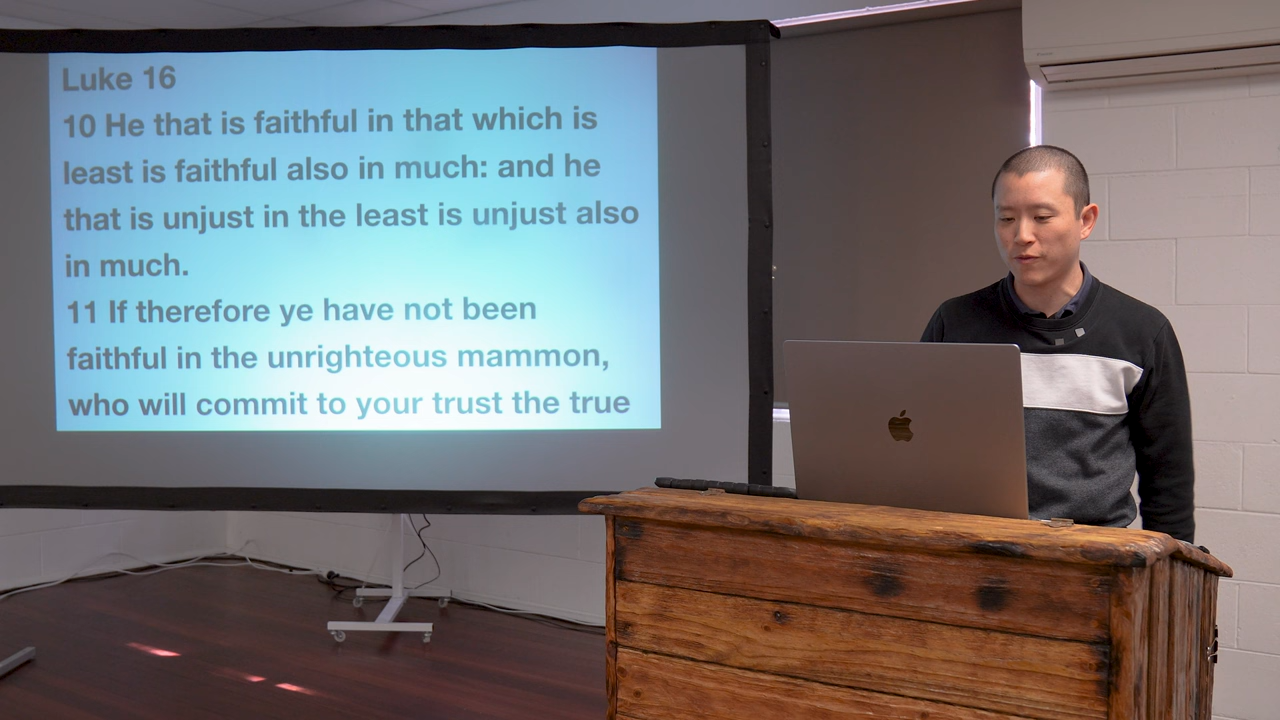 Luke 16
10 He that is faithful in that which is
least is faithful also in much: and he
that is unjust in the least is unjust also
in much.
11 If therefore ye have not been
faithful in the unrighteous mammon,
who will commit to your trust the true